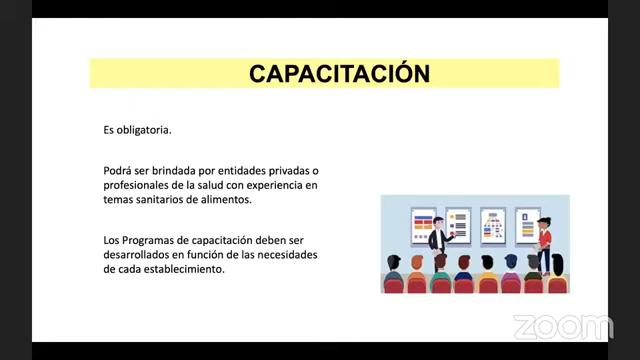 CAPACITACIÓN
Es obligatoria.
Podrá ser brindada por entidades privadas o
profesionales de la salud con experiencia en
temas sanitarios de alimentos.
Los Programas de capacitación deben ser
desarrollados en función de las necesidades
de cada establecimiento.
zoom